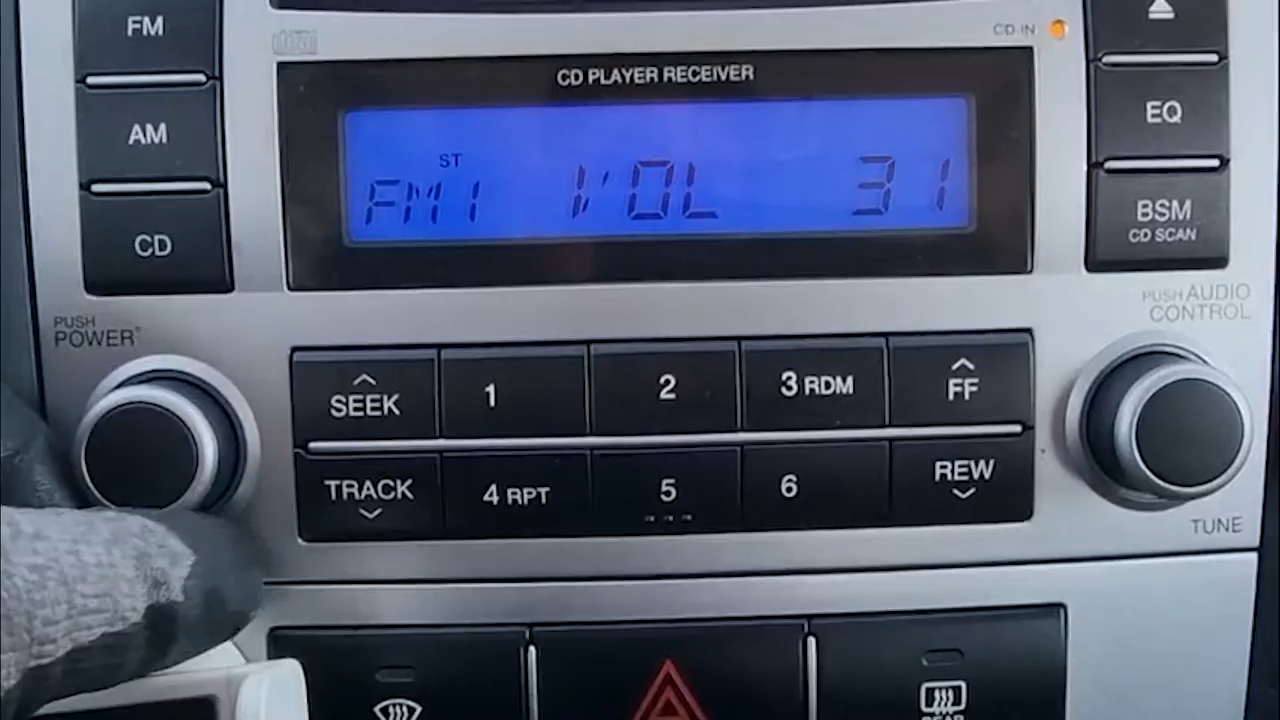 FM
CD-IN
CD PLAYER RECEIVER
AM
EQ
ST
FM1 VOL 31
CD
BSM
CD SCAN
PUSH
POWER
PUSH AUDIO
CONTROL
SEEK
1
2
3 RDM
FF
TRACK
4 RPT
5
6
REW
TUNE
REAR